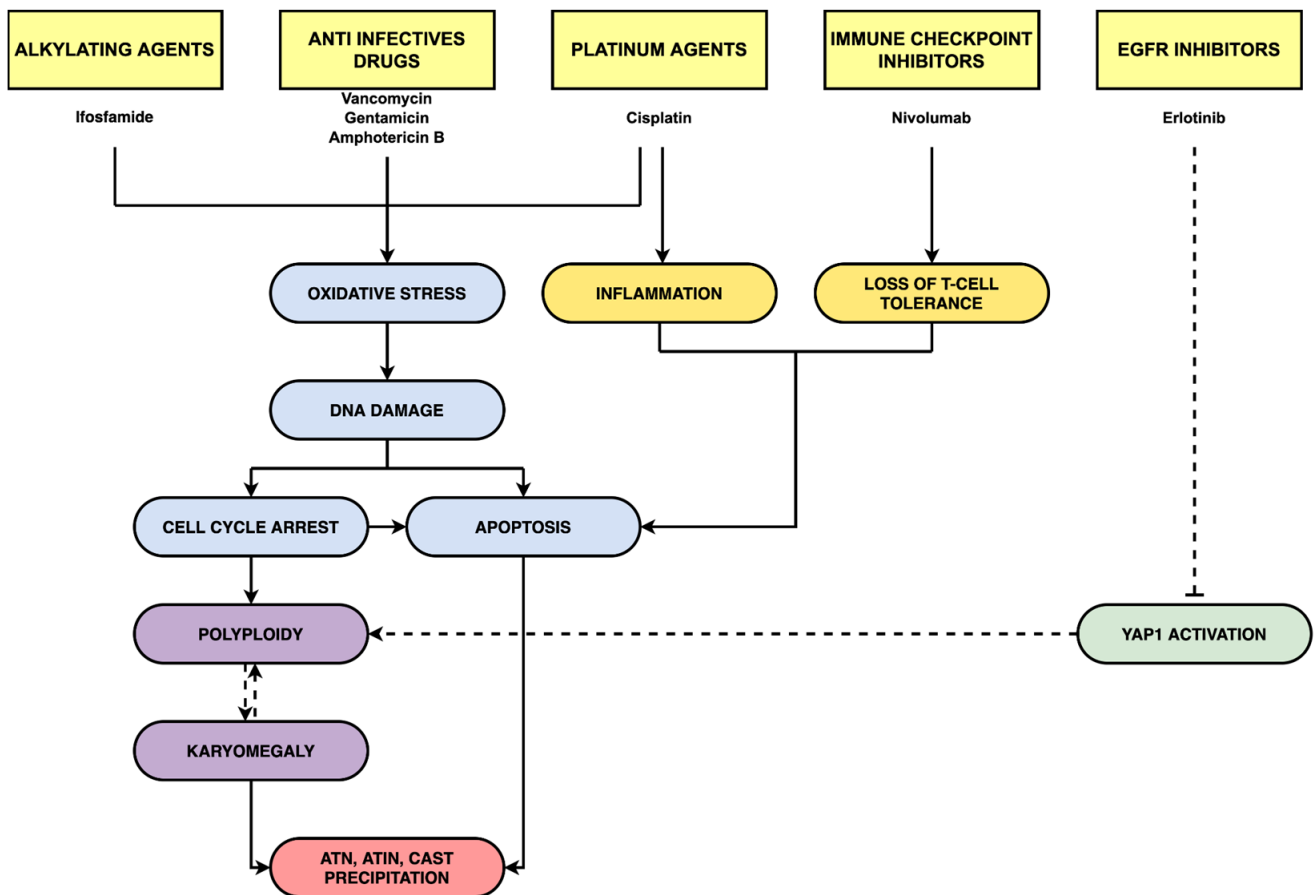 ALKYLATING AGENTS
ANTI INFECTIVES
DRUGS
PLATINUM AGENTS
IMMUNE CHECKPOINT
INHIBITORS
EGFR INHIBITORS
Ifosfamide
Vancomycin
Gentamicin
Amphotericin B
Cisplatin
Nivolumab
Erlotinib
OXIDATIVE STRESS
INFLAMMATION
LOSS OF T-CELL
TOLERANCE
DNA DAMAGE
CELL CYCLE ARREST
APOPTOSIS
POLYPLOIDY
YAP1 ACTIVATION
KARYOMEGALY
ATN, ATIN, CAST
PRECIPITATION